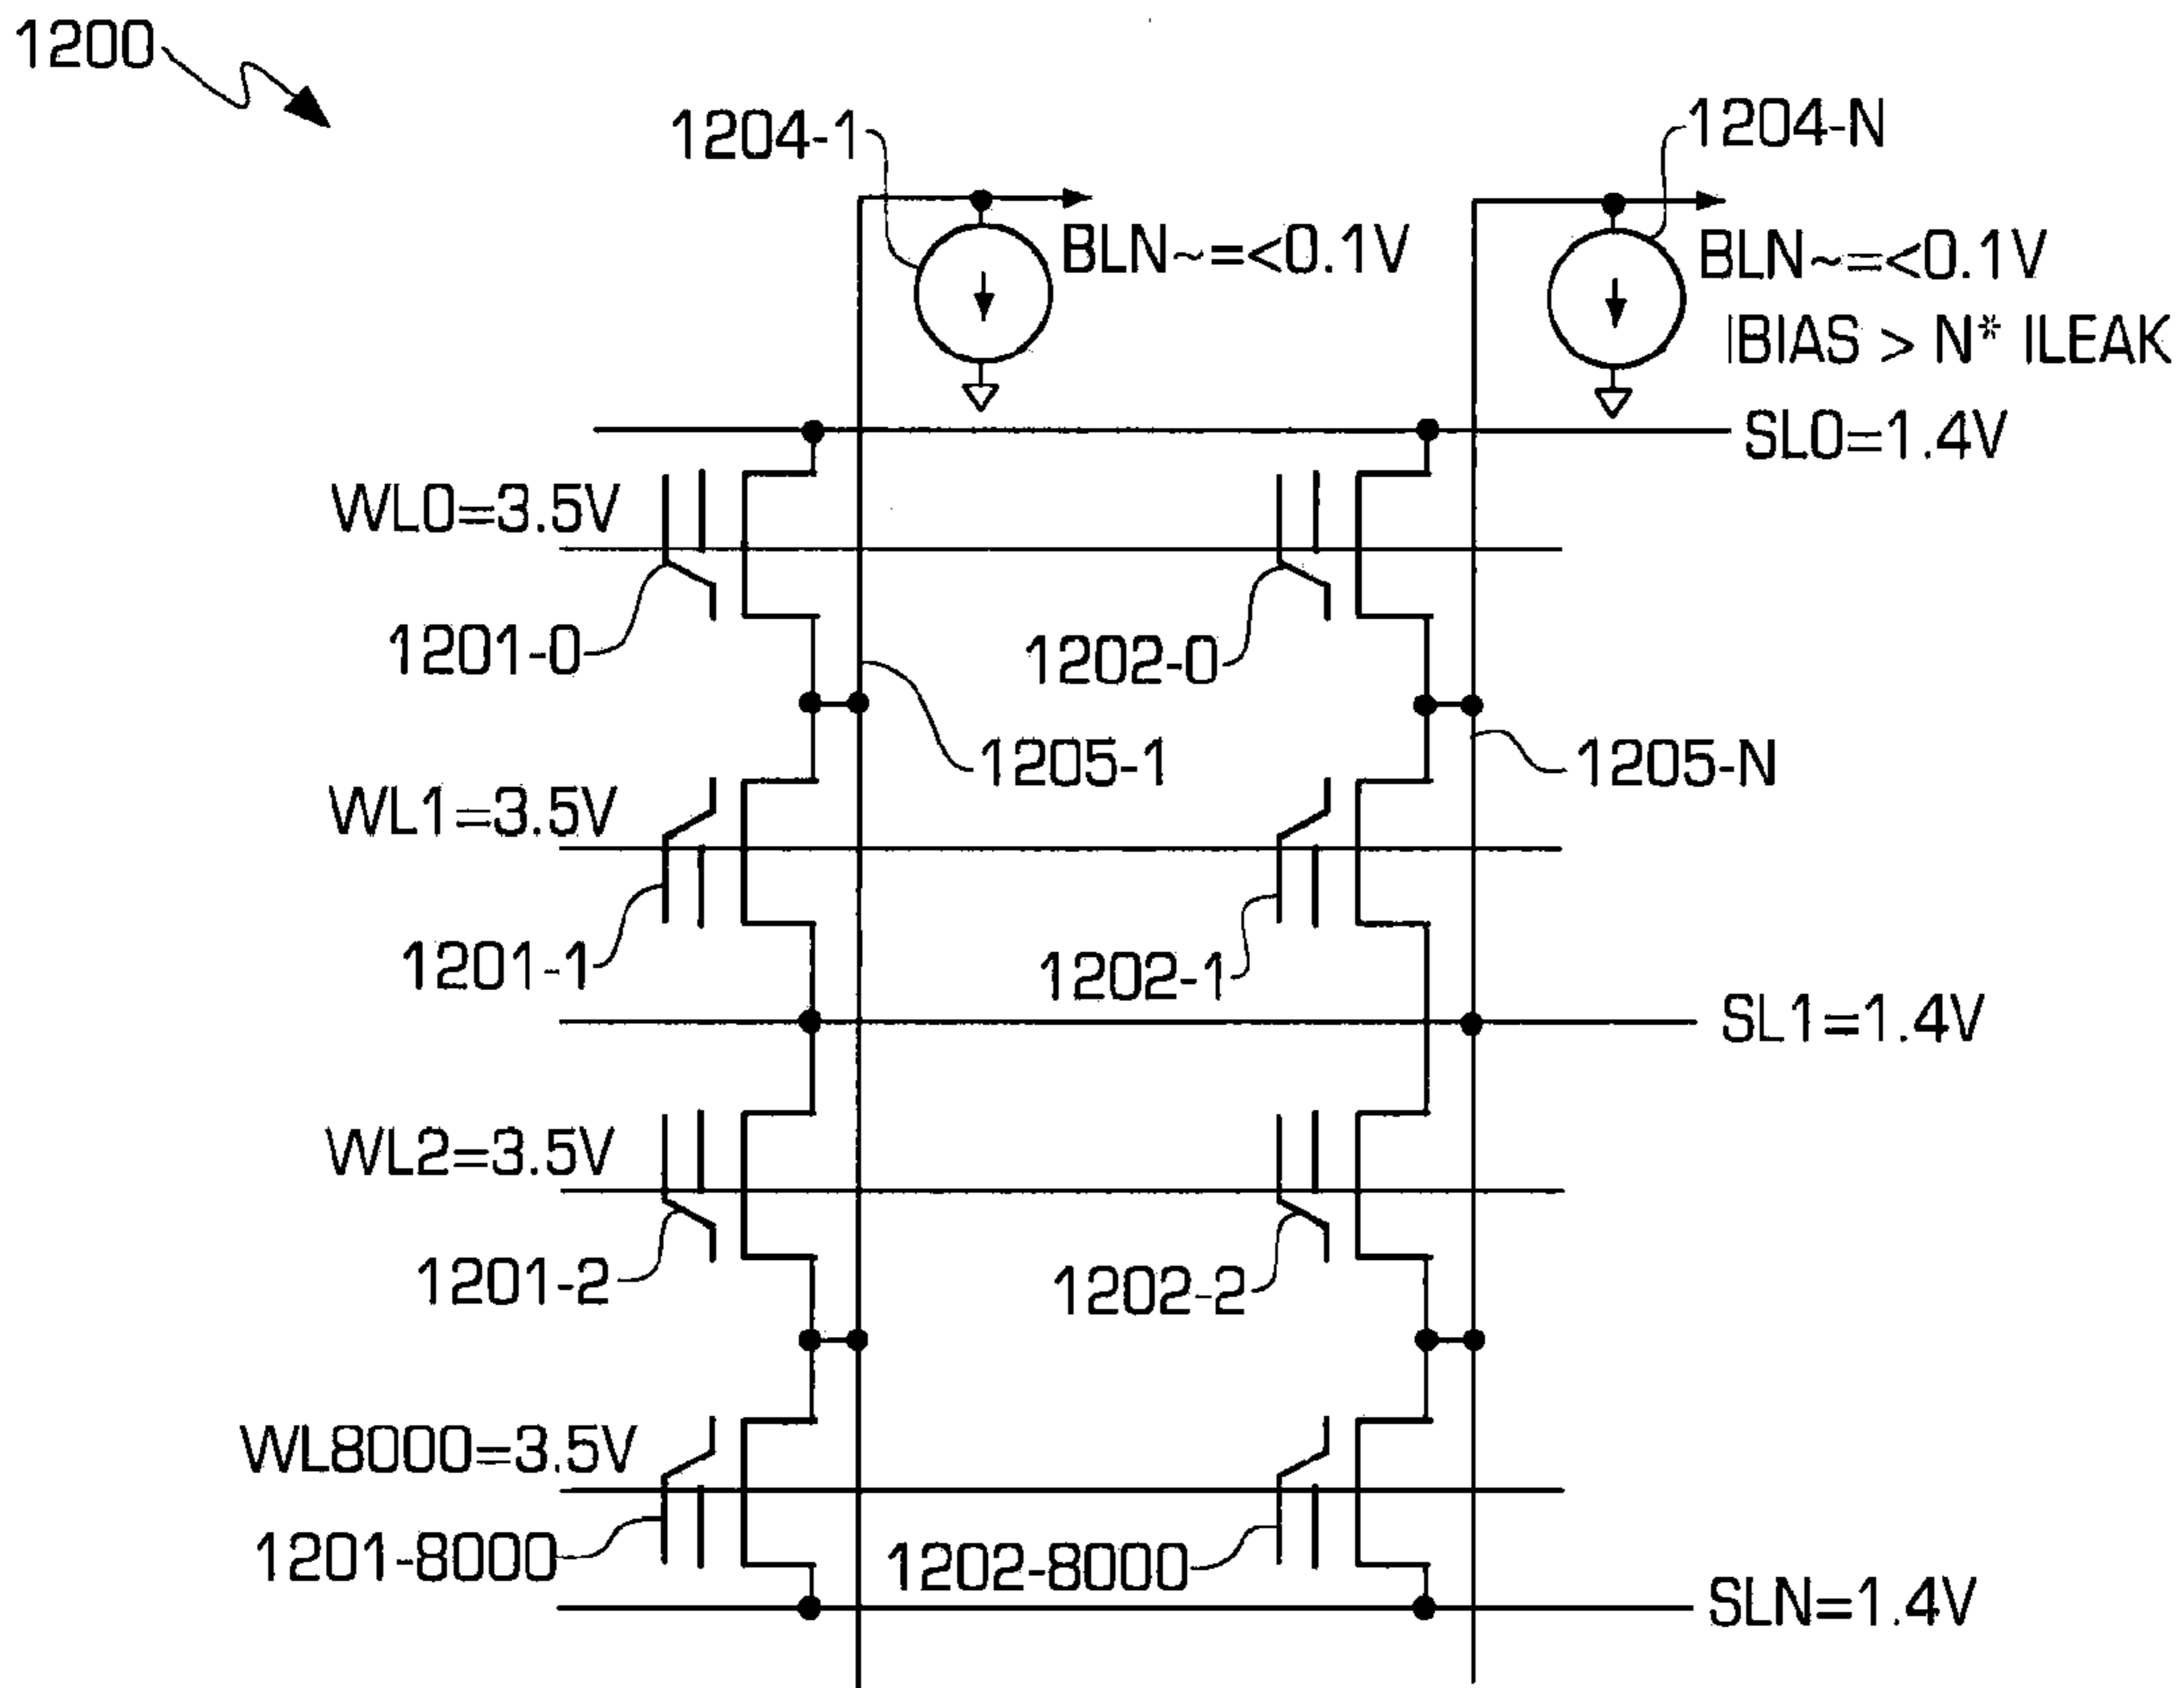 1200
1204-1
1204-N
BLN~=<0.1V
BLN~=<0.1V
IBIAS > N* ILEAK
SL0=1.4V
WL0=3.5V
1201-0
1202-0
1205-1
1205-N
WL1=3.5V
1201-1
1202-1
SL1=1.4V
WL2=3.5V
1201-2
1202-2
WL8000=3.5V
1201-8000
1202-8000
SLN=1.4V